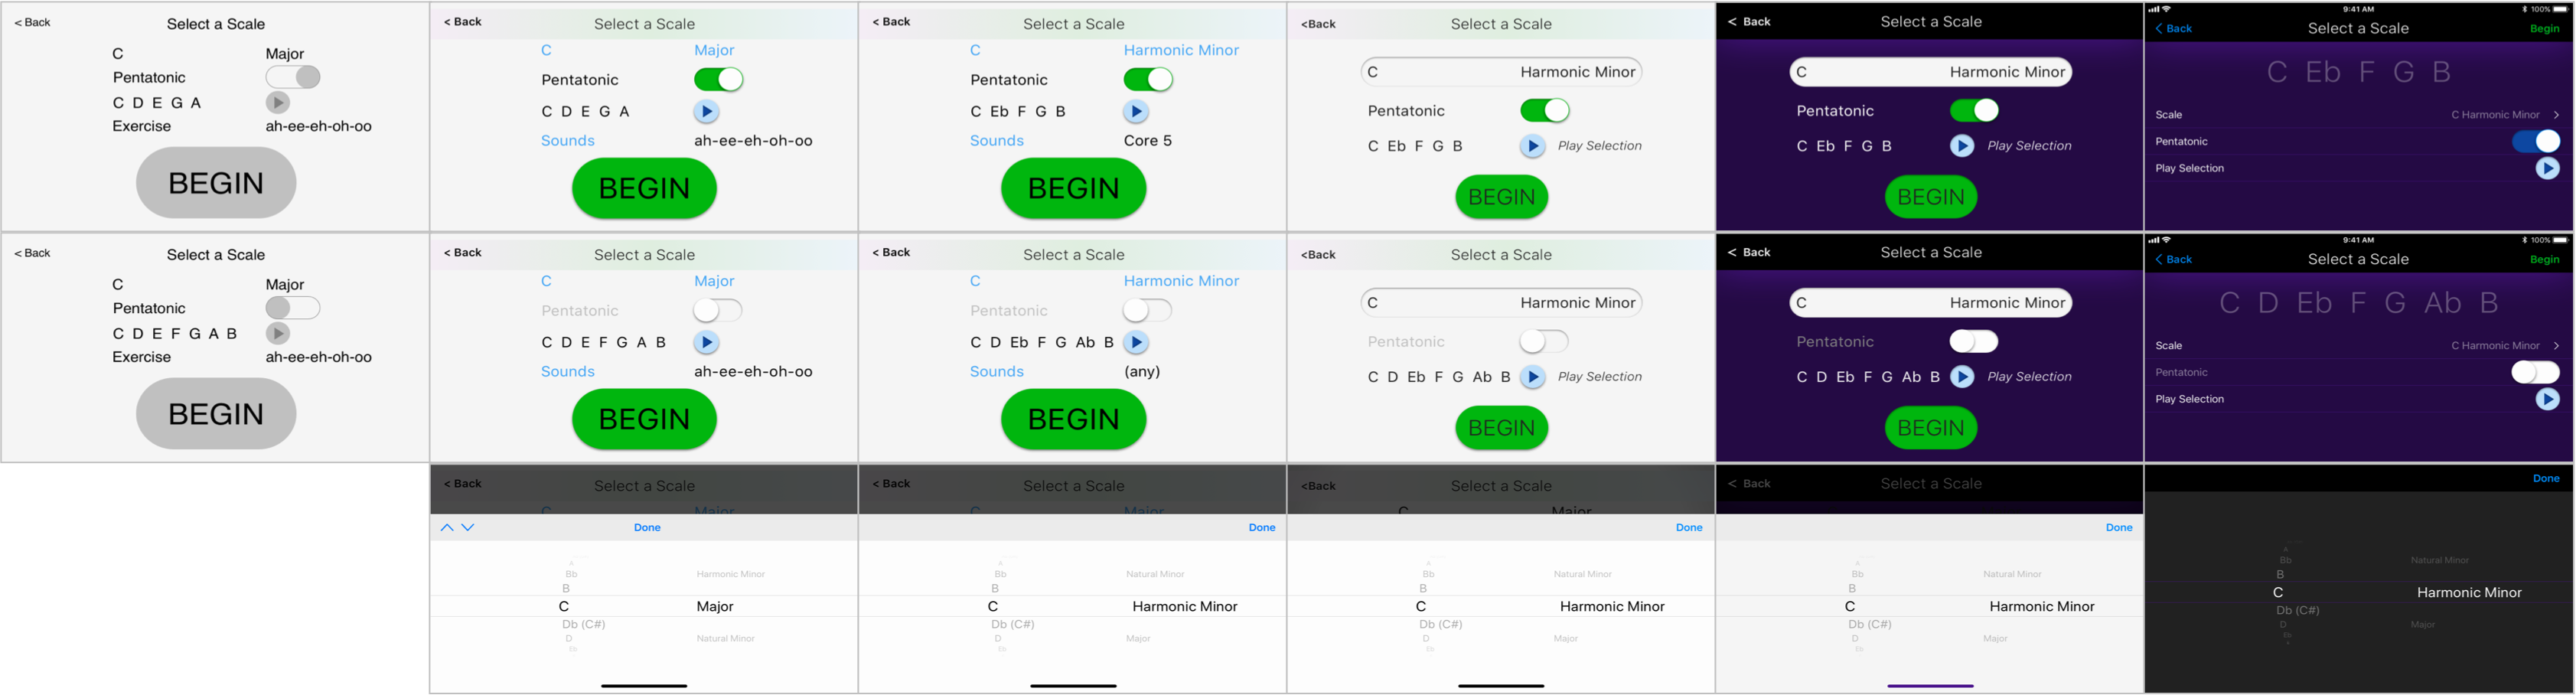 < Back Select a Scale
C Major
Pentatonic
C D E G A
Exercise ah-ee-eh-oh-oo
BEGIN
< Back Select a Scale
C Major
Pentatonic
C D E G A
Sounds ah-ee-eh-oh-oo
BEGIN
< Back Select a Scale
C Harmonic Minor
Pentatonic
C Eb F G B
Sounds Core 5
BEGIN
<Back Select a Scale
C Harmonic Minor
Pentatonic
C Eb F G B Play Selection
BEGIN
< Back Select a Scale
C Harmonic Minor
Pentatonic
C Eb F G B Play Selection
BEGIN
9:41 AM 100%
Back Select a Scale Begin
C Eb F G B
Scale C Harmonic Minor >
Pentatonic
Play Selection
< Back Select a Scale
C Major
Pentatonic
C D E F G A B
Exercise ah-ee-eh-oh-oo
BEGIN
< Back Select a Scale
C Major
Pentatonic
C D E F G A B
Sounds ah-ee-eh-oh-oo
BEGIN
< Back Select a Scale
C Harmonic Minor
Pentatonic
C D Eb F G Ab B
Sounds (any)
BEGIN
<Back Select a Scale
C Harmonic Minor
Pentatonic
C D Eb F G Ab B Play Selection
BEGIN
< Back Select a Scale
C Harmonic Minor
Pentatonic
C D Eb F G Ab B Play Selection
BEGIN
9:41 AM 100%
Back Select a Scale Begin
C D Eb F G Ab B
Scale C Harmonic Minor >
Pentatonic
Play Selection
< Back Select a Scale
C Major
Done
A
Bb Harmonic Minor
B
C Major
Db (C#)
D Natural Minor
Eb
< Back Select a Scale
C Major
Done
A
Bb Natural Minor
B
C Harmonic Minor
Db (C#)
D Major
Eb
<Back Select a Scale
C Major
Done
A
Bb Natural Minor
B
C Harmonic Minor
Db (C#)
D Major
Eb
< Back Select a Scale
Done
A
Bb Natural Minor
B
C Harmonic Minor
Db (C#)
D Major
Eb
Done
A
Bb Natural Minor
B
C Harmonic Minor
Db (C#)
D Major
Eb